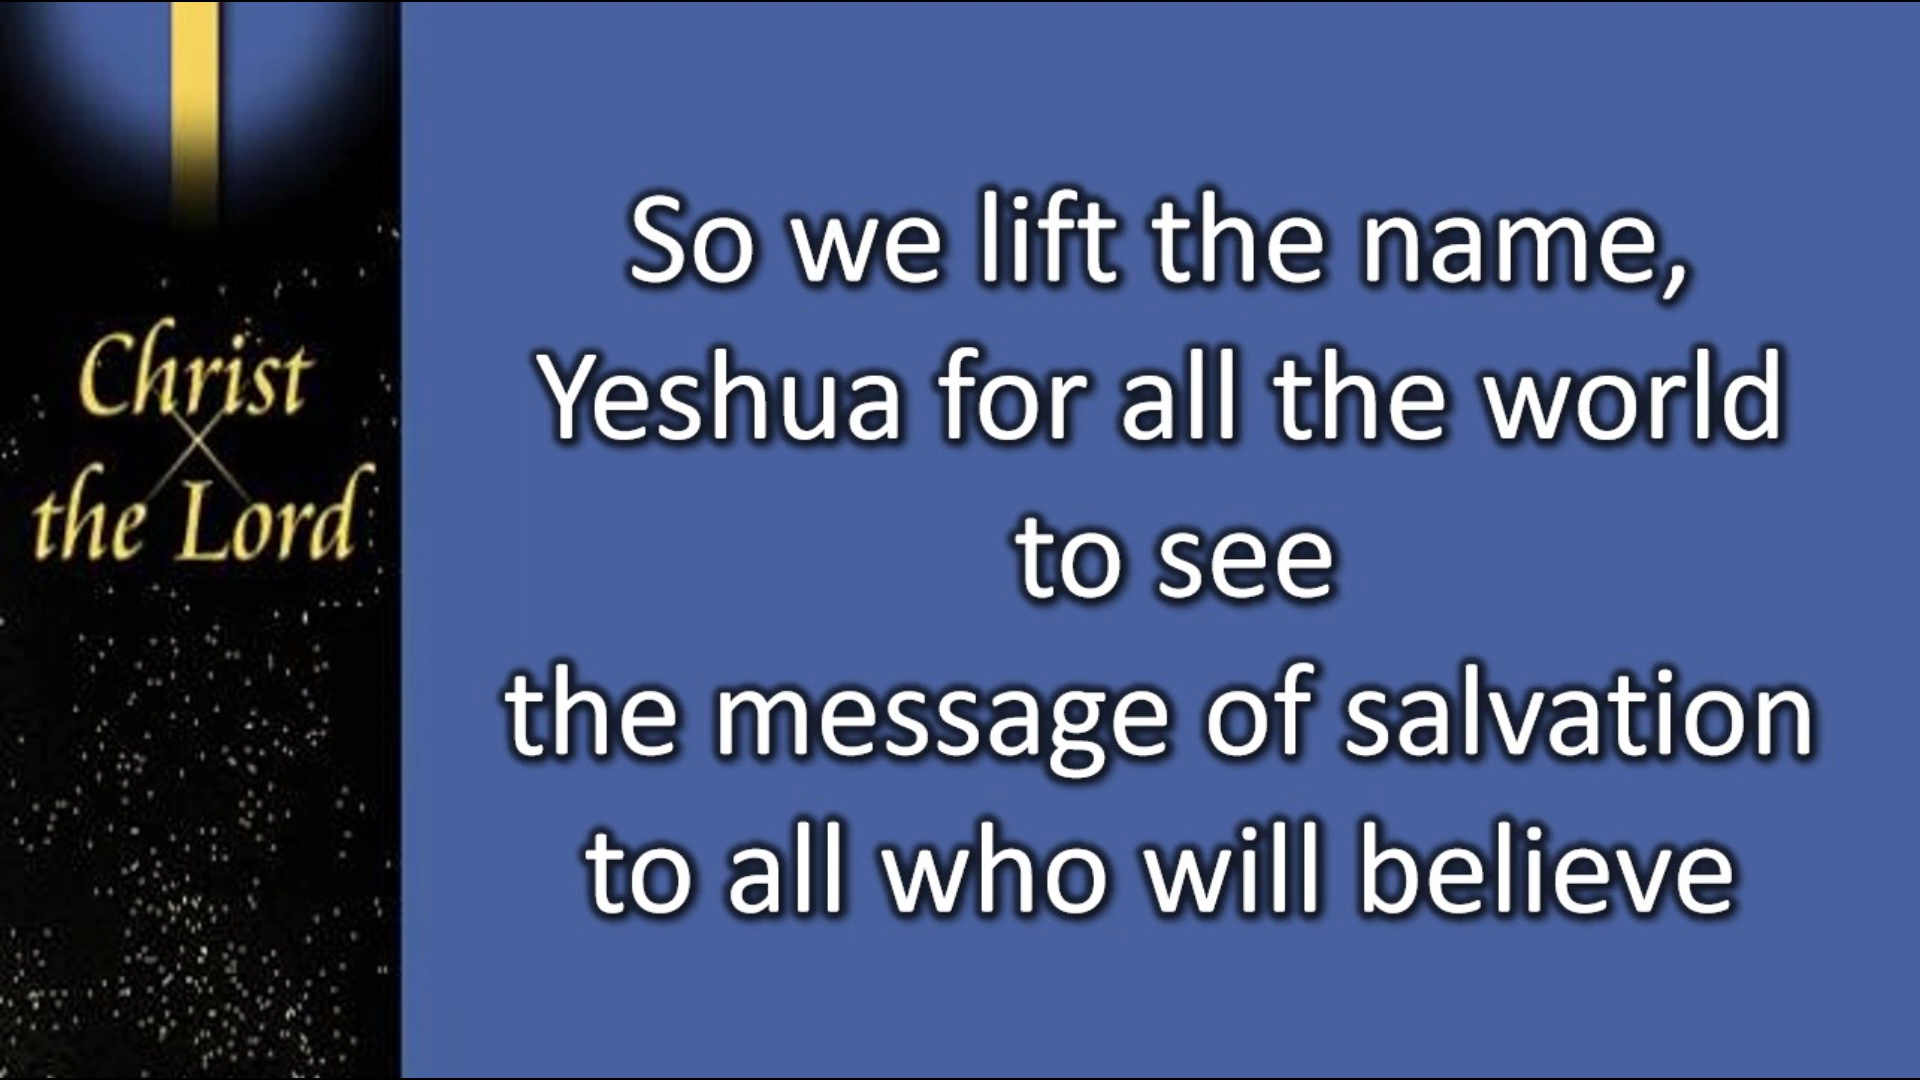 Christ
the Lord
So we lift the name,
Yeshua for all the world
to see
the message of salvation
to all who will believe